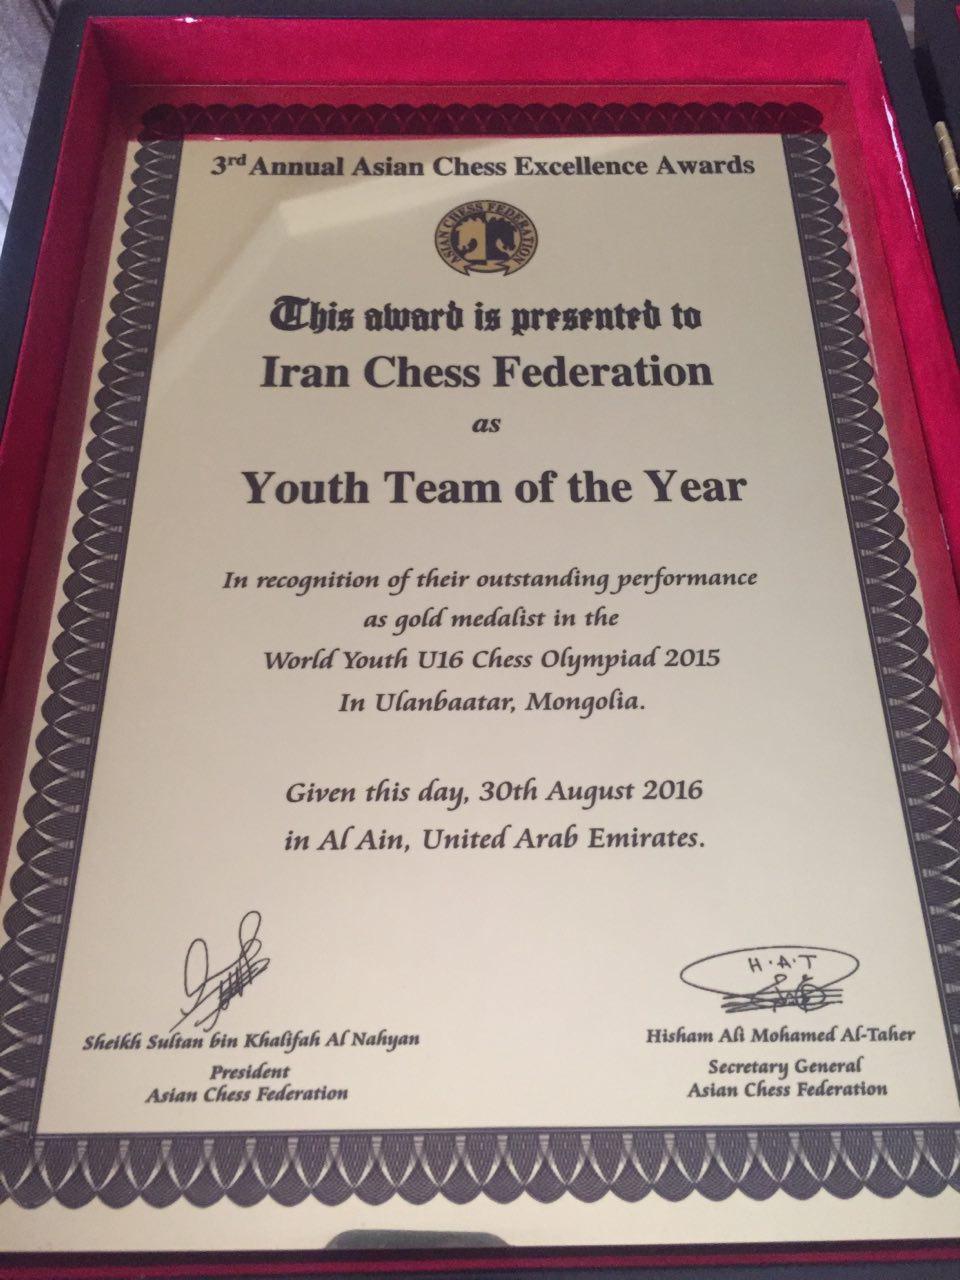 3rd Annual Asian Chess Excellence Awards
ASIAN CHESS FEDERATION
This award is presented to
Iran Chess Federation
as
Youth Team of the Year
In recognition of their outstanding performance
as gold medalist in the
World Youth U16 Chess Olympiad 2015
In Ulanbaatar, Mongolia.
Given this day, 30th August 2016
in Al Ain, United Arab Emirates.
H.A.T
Sheikh Sultan bin Khalifah Al Nahyan
President
Asian Chess Federation
Hisham Ali Mohamed Al-Taher
Secretary General
Asian Chess Federation